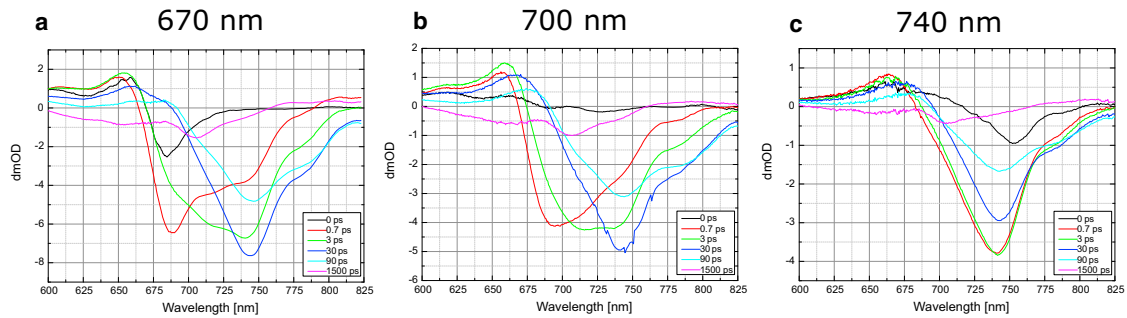 a 670 nm
b 700 nm
c 740 nm
dmOD
2
0
-2
-4
-6
-8
600 625 650 675 700 725 750 775 800 825
Wavelength [nm]
0 ps
0.7 ps
3 ps
30 ps
90 ps
1500 ps
dmOD
2
1
0
-1
-2
-3
-4
-5
-6
600 625 650 675 700 725 750 775 800 825
Wavelength [nm]
0 ps
0.7 ps
3 ps
30 ps
90 ps
1500 ps
dmOD
1
0
-1
-2
-3
-4
600 625 650 675 700 725 750 775 800 825
Wavelength [nm]
0 ps
0.7 ps
3 ps
30 ps
90 ps
1500 ps